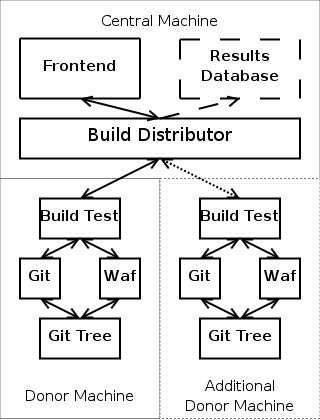 Central Machine
Frontend
Results
Database
Build Distributor
Build Test
Git
Waf
Git Tree
Donor Machine
Build Test
Git
Waf
Git Tree
Additional
Donor Machine